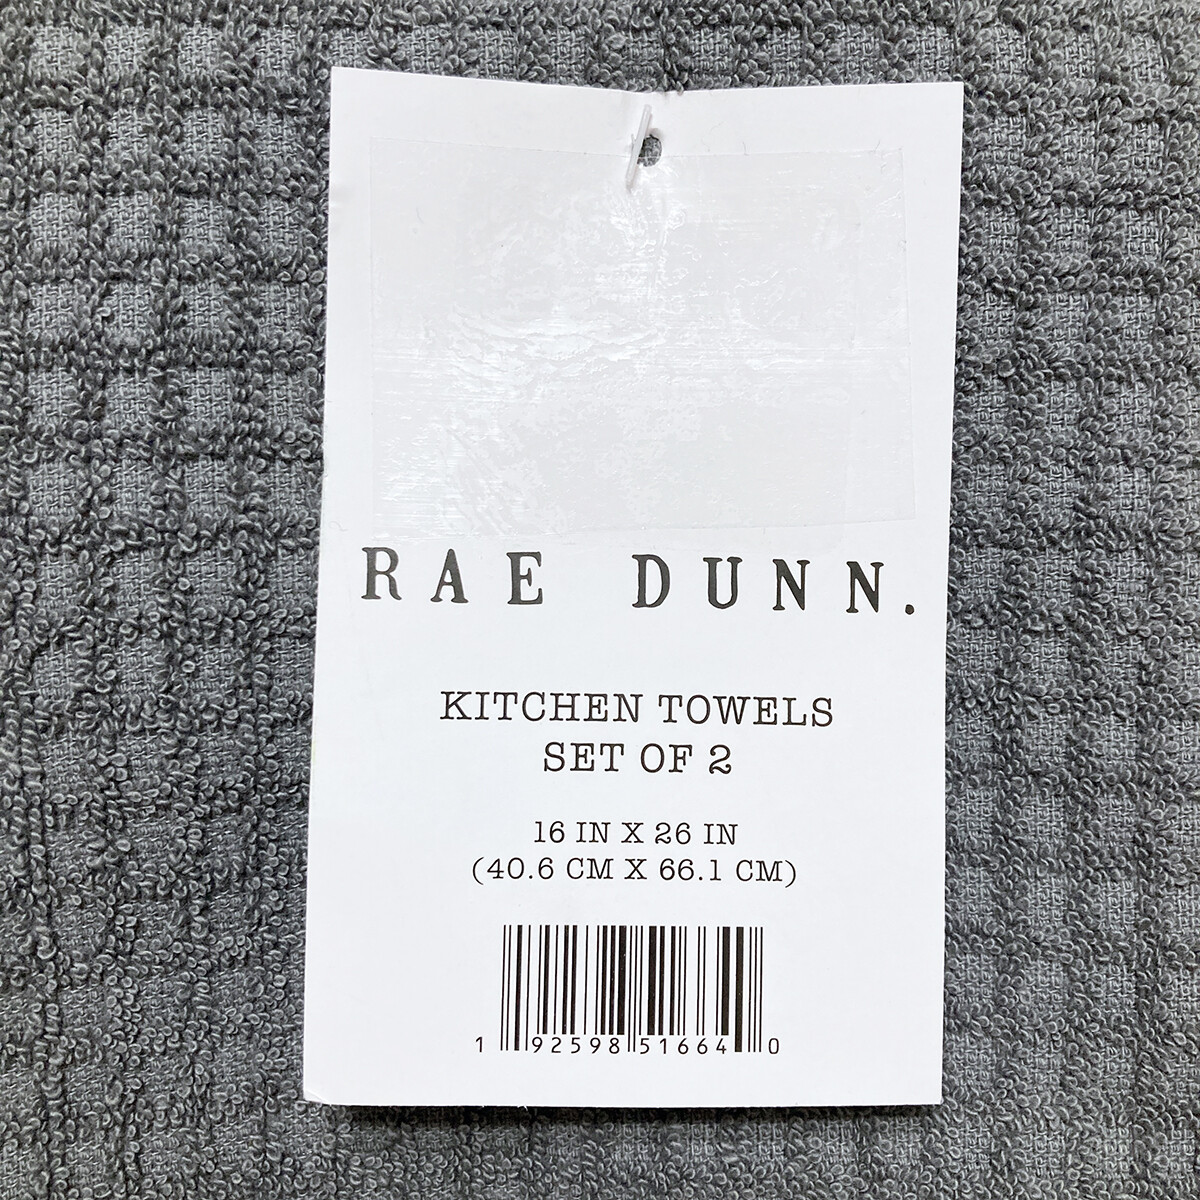 RAE DUNN.
KITCHEN TOWELS
SET OF 2
16 IN X 26 IN
(40.6 CM X 66.1 CM)
1 92598 51664 0